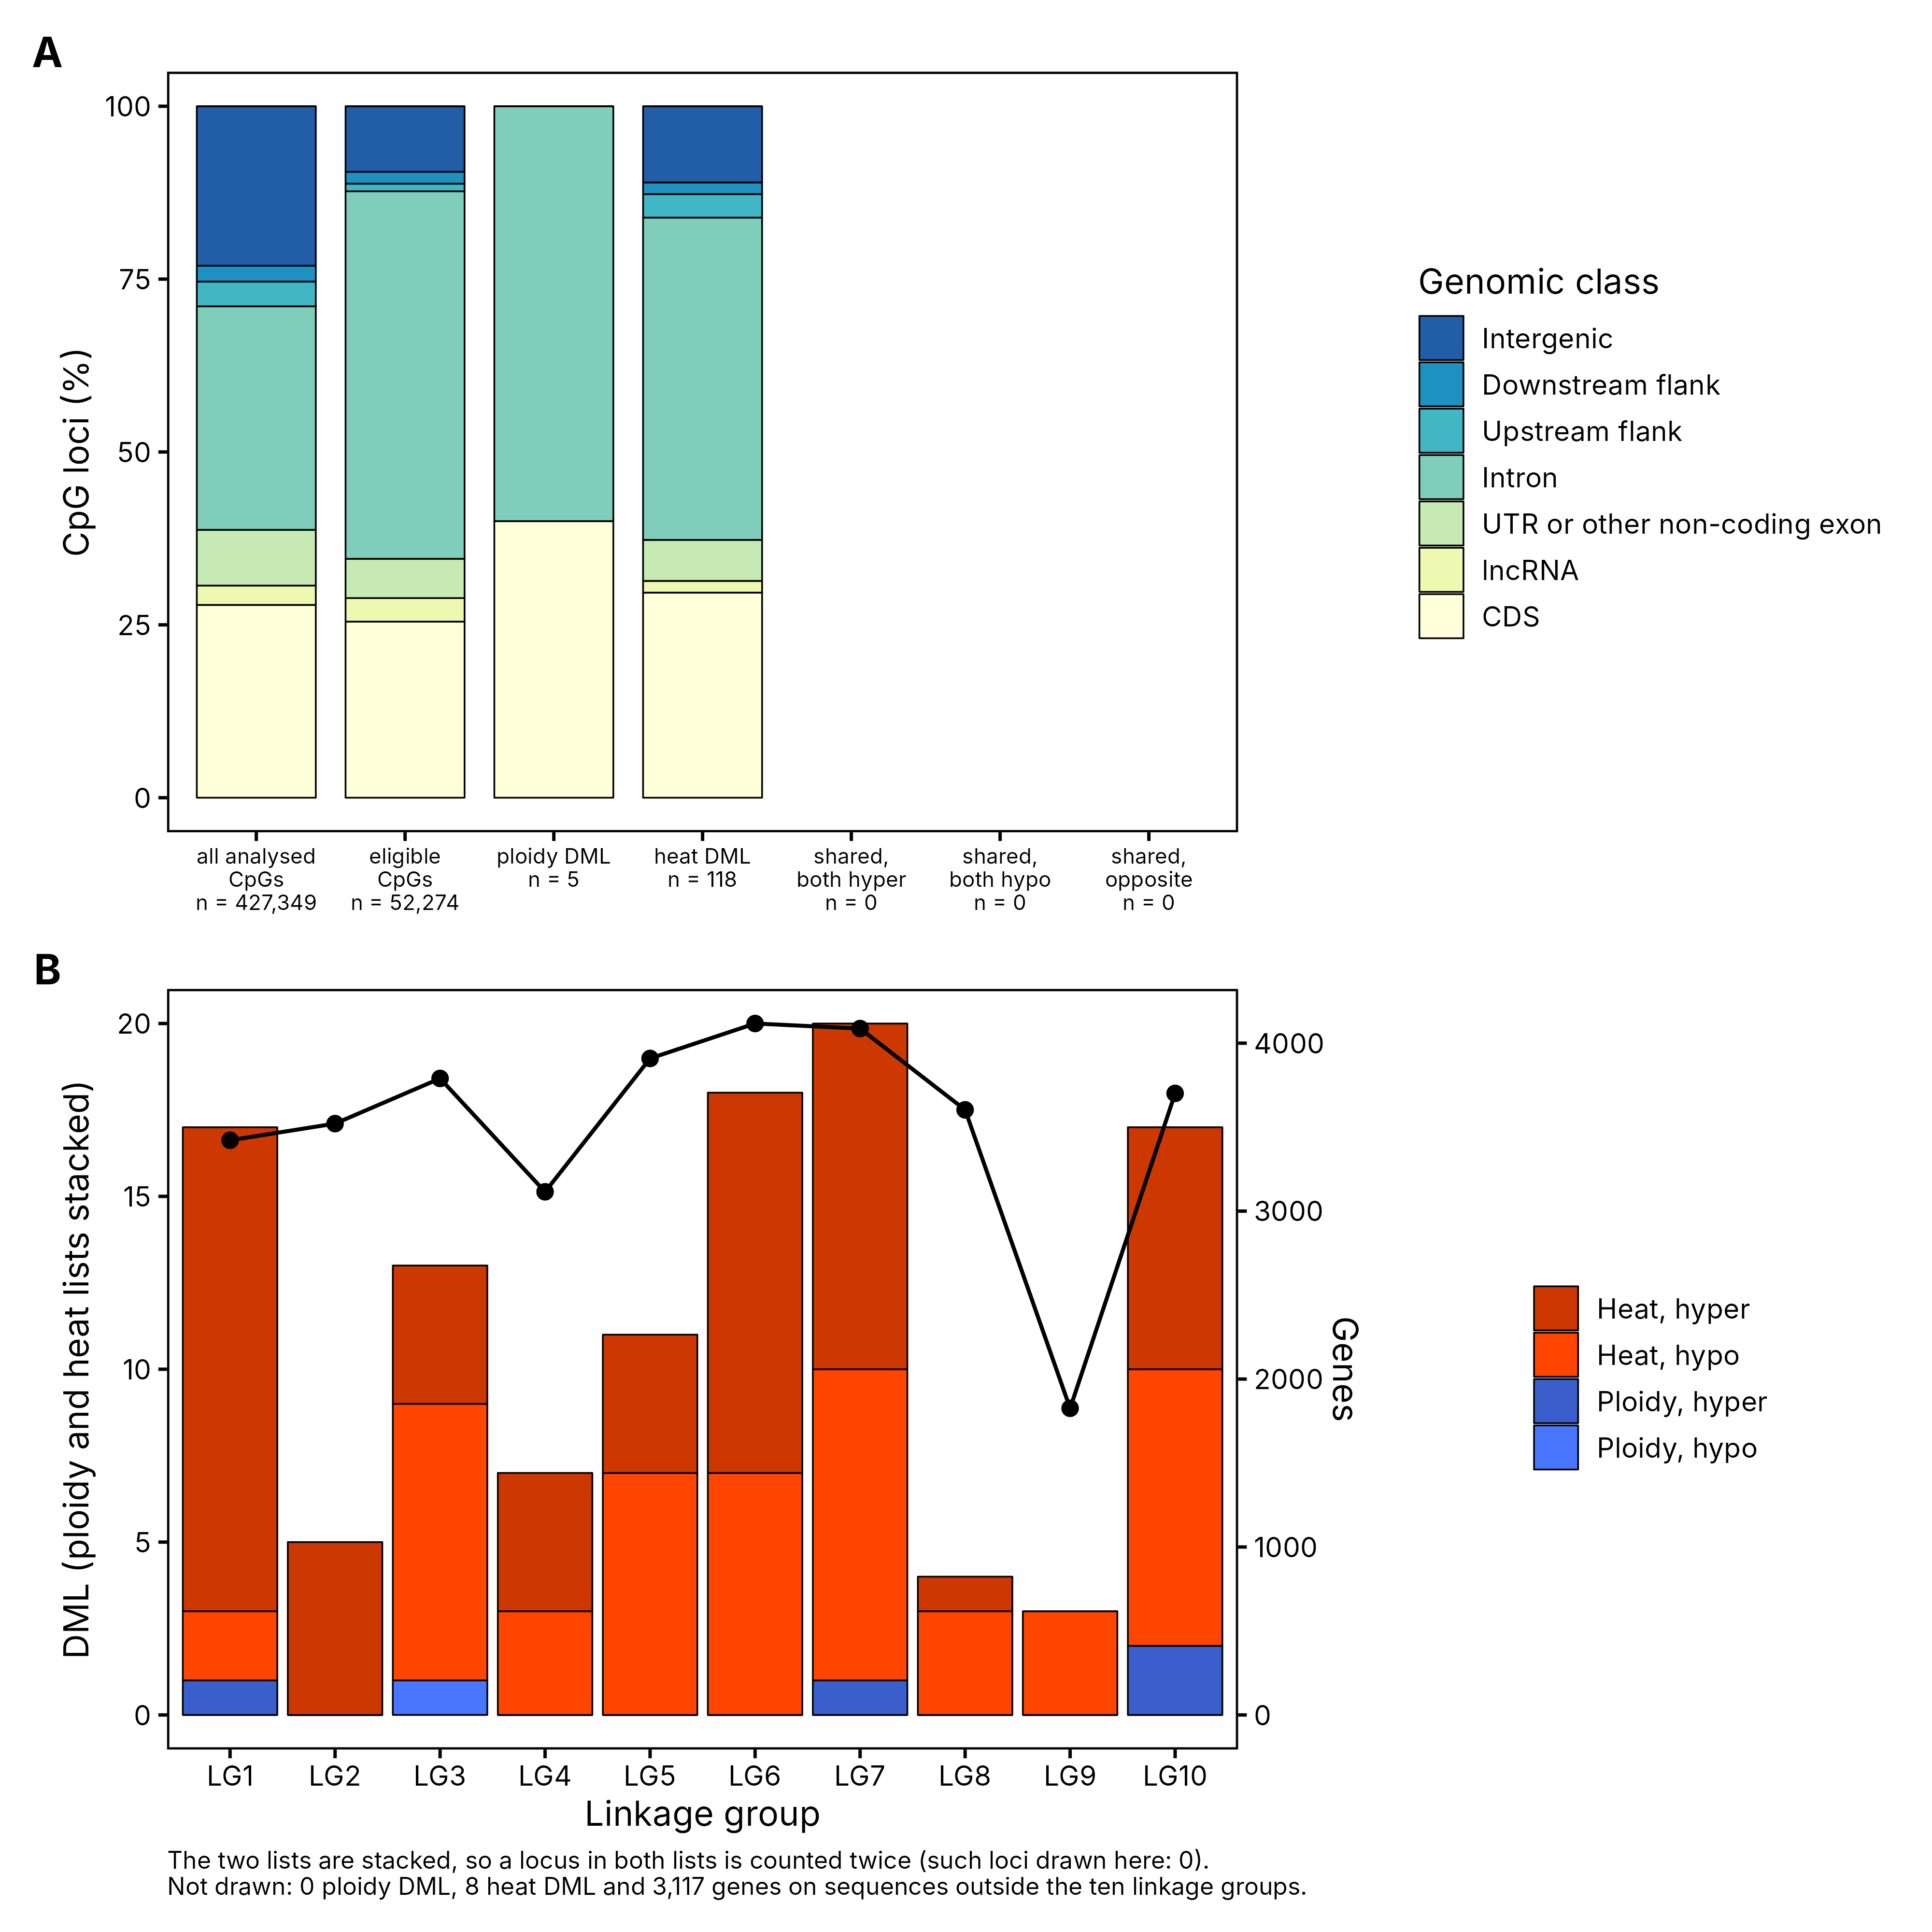 A
100
75
50
25
0
CpG loci (%)
all analysed
CpGs
n = 427,349
eligible
CpGs
n = 52,274
ploidy DML
n = 5
heat DML
n = 118
shared,
both hyper
n = 0
shared,
both hypo
n = 0
shared,
opposite
n = 0
Genomic class
Intergenic
Downstream flank
Upstream flank
Intron
UTR or other non-coding exon
lncRNA
CDS
B
20
15
10
5
0
DML (ploidy and heat lists stacked)
4000
3000
2000
1000
0
Genes
LG1
LG2
LG3
LG4
LG5
LG6
LG7
LG8
LG9
LG10
Linkage group
Heat, hyper
Heat, hypo
Ploidy, hyper
Ploidy, hypo
The two lists are stacked, so a locus in both lists is counted twice (such loci drawn here: 0).
Not drawn: 0 ploidy DML, 8 heat DML and 3,117 genes on sequences outside the ten linkage groups.